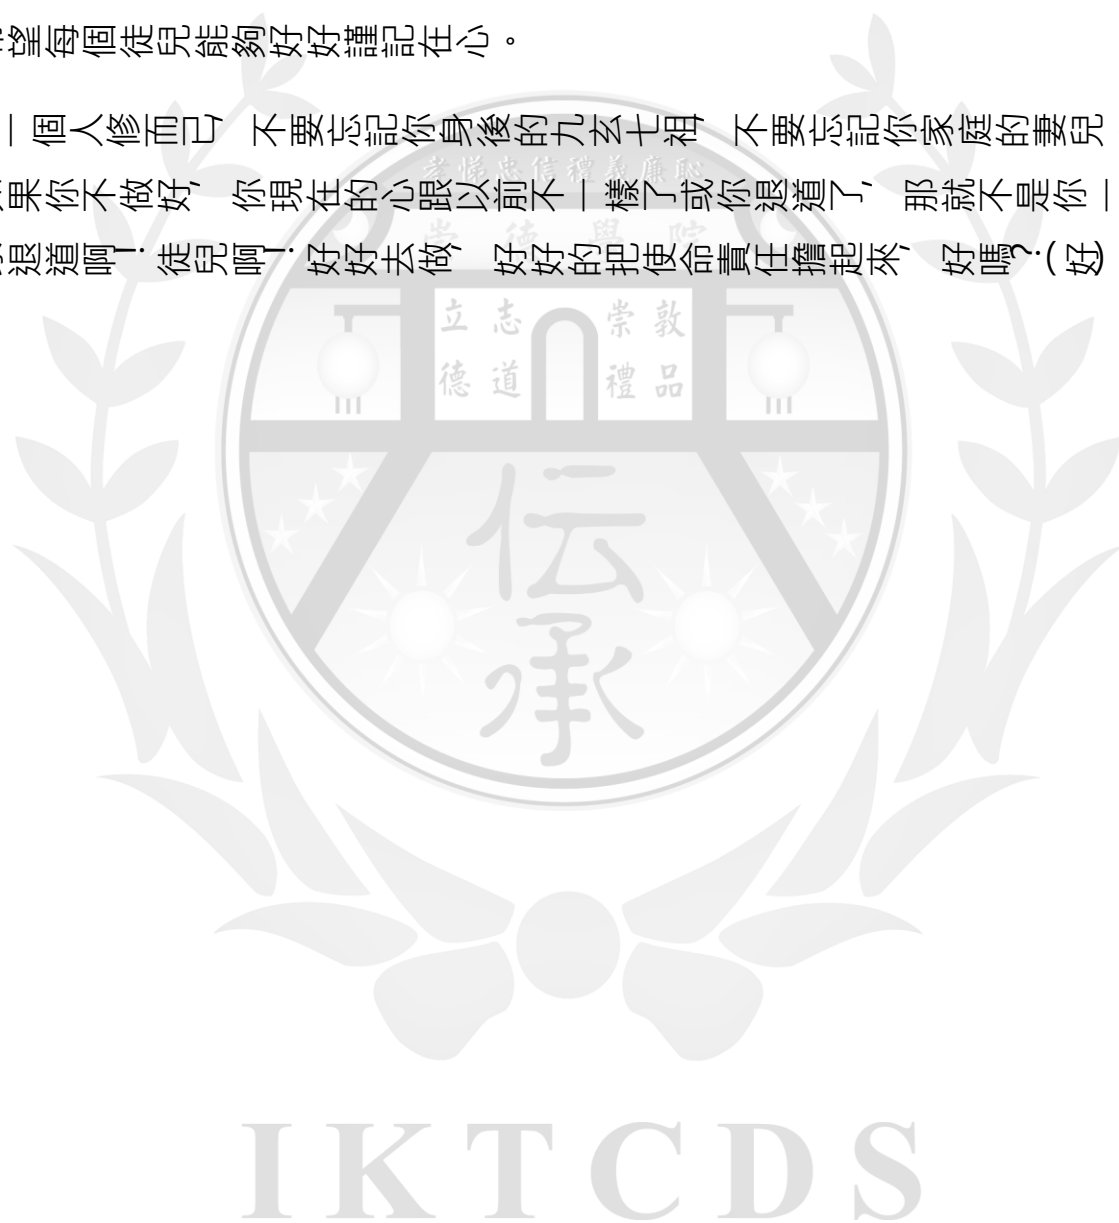 望每個徒兒能夠好好謹記在心。
一個人修而已，不要忘記你身後的九玄七祖，不要忘記你家庭的妻兒
果你不做好，你現在的心跟以前不一樣了或你退道了，那就不是你一
退道啊！徒兒啊！好好去做，好好的把使命責任擔起來，好嗎？(好)
孝悌忠信禮義廉恥
崇德學院
立志 崇敦
德道 禮品
伝
承
IKTCDS